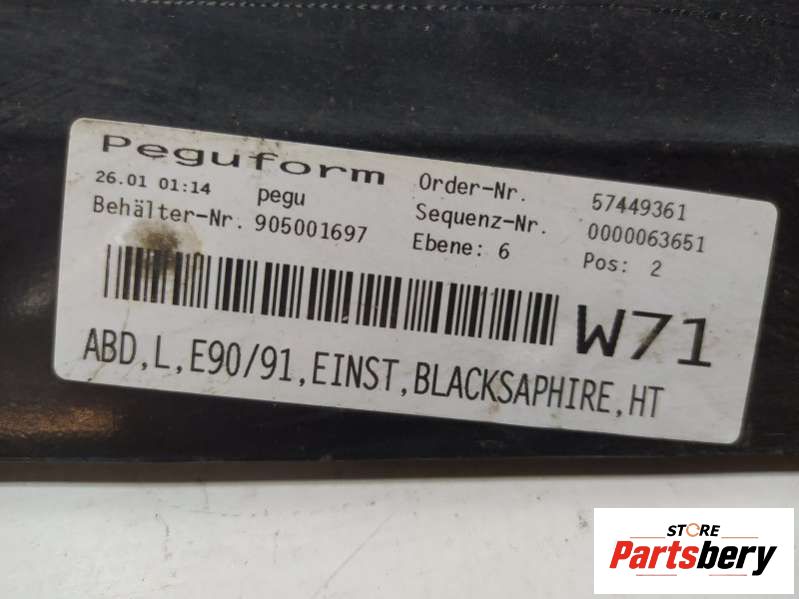 Peguform
26.01 01:14 pegu Order-Nr. 57449361
Behälter-Nr. 905001697 Sequenz-Nr. 0000063651
Ebene: 6 Pos: 2
W71
ABD,L,E90/91,EINST,BLACKSAPHIRE,HT
STORE
Partsbery